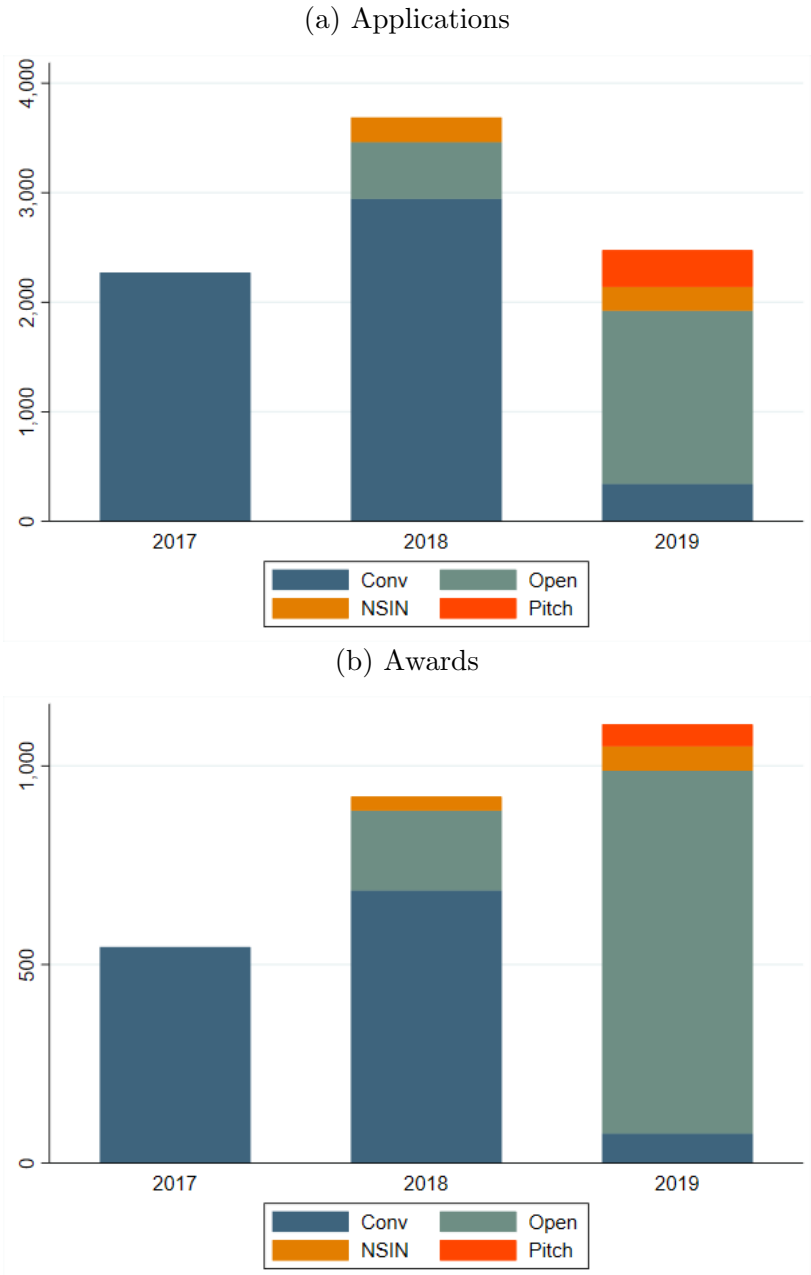 (a) Applications
4,000
3,000
2,000
1,000
0
2017 2018 2019
Conv Open
NSIN Pitch
(b) Awards
1,000
500
0
2017 2018 2019
Conv Open
NSIN Pitch